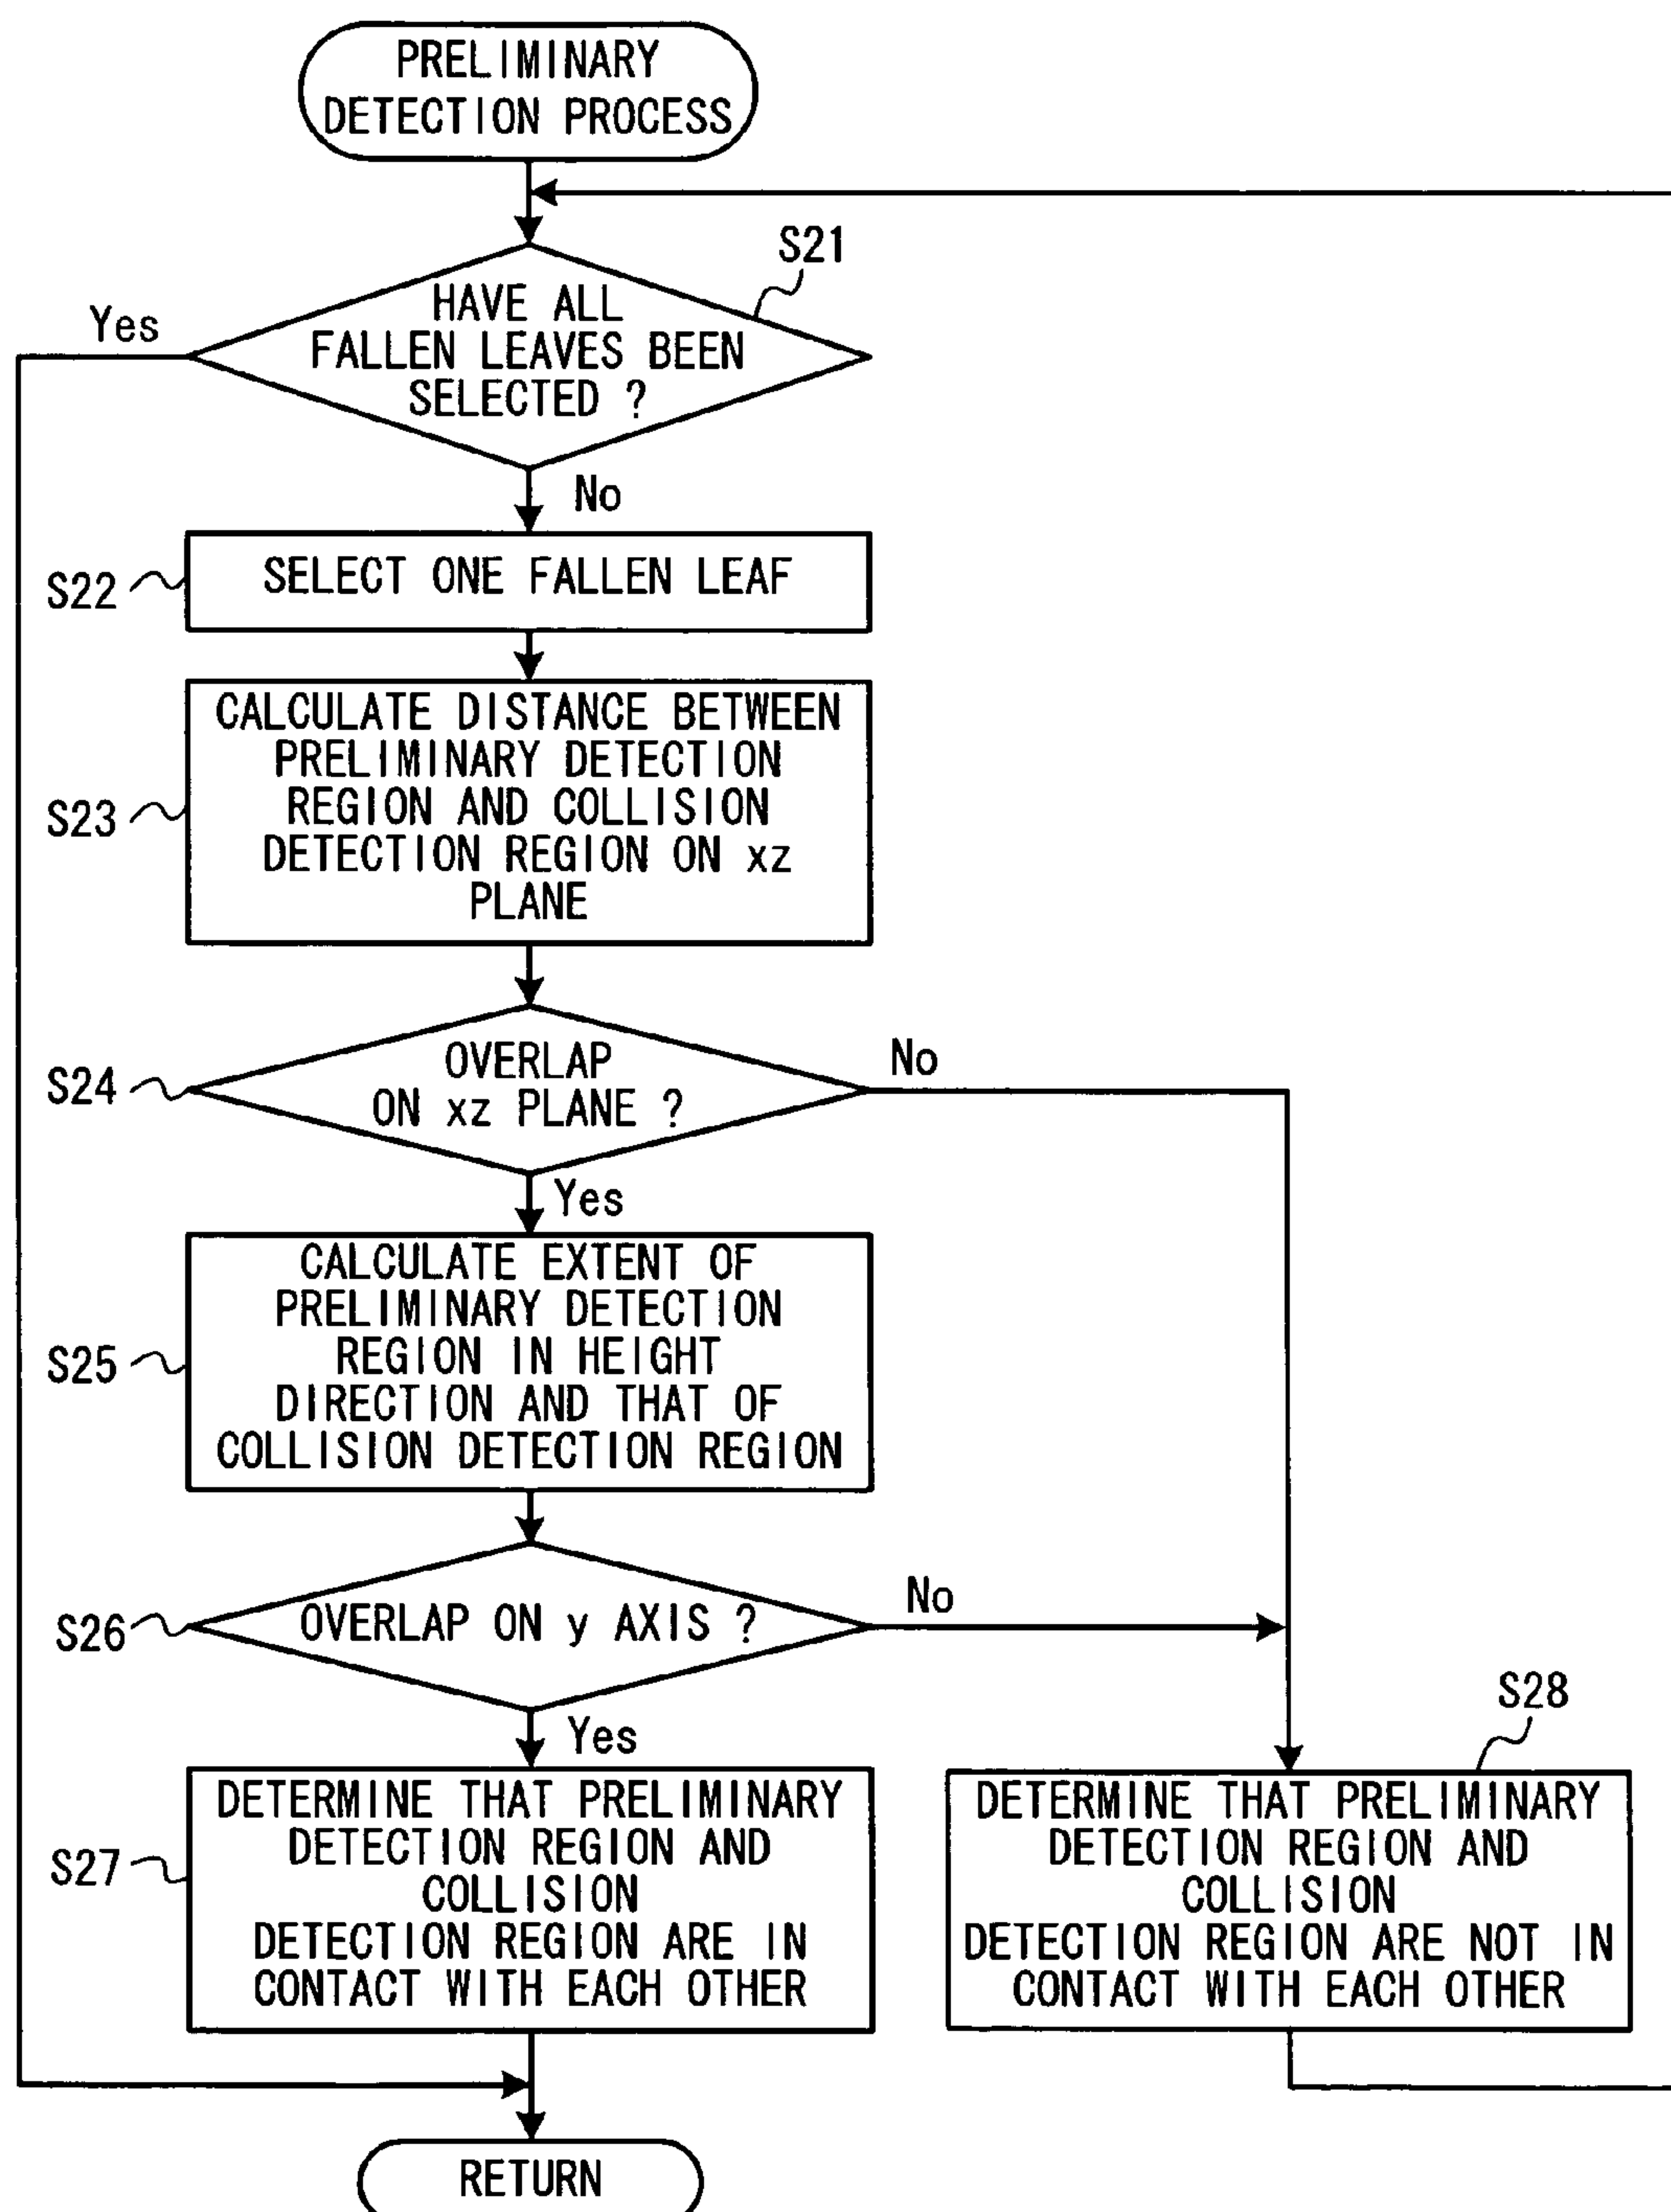 PRELIMINARY
DETECTION PROCESS
S21
HAVE ALL
FALLEN LEAVES BEEN
SELECTED ?
Yes
No
S22
SELECT ONE FALLEN LEAF
S23
CALCULATE DISTANCE BETWEEN
PRELIMINARY DETECTION
REGION AND COLLISION
DETECTION REGION ON xz
PLANE
S24
OVERLAP
ON xz PLANE ?
No
Yes
S25
CALCULATE EXTENT OF
PRELIMINARY DETECTION
REGION IN HEIGHT
DIRECTION AND THAT OF
COLLISION DETECTION REGION
S26
OVERLAP ON y AXIS ?
No
Yes
S27
DETERMINE THAT PRELIMINARY
DETECTION REGION AND
COLLISION
DETECTION REGION ARE IN
CONTACT WITH EACH OTHER
S28
DETERMINE THAT PRELIMINARY
DETECTION REGION AND
COLLISION
DETECTION REGION ARE NOT IN
CONTACT WITH EACH OTHER
RETURN